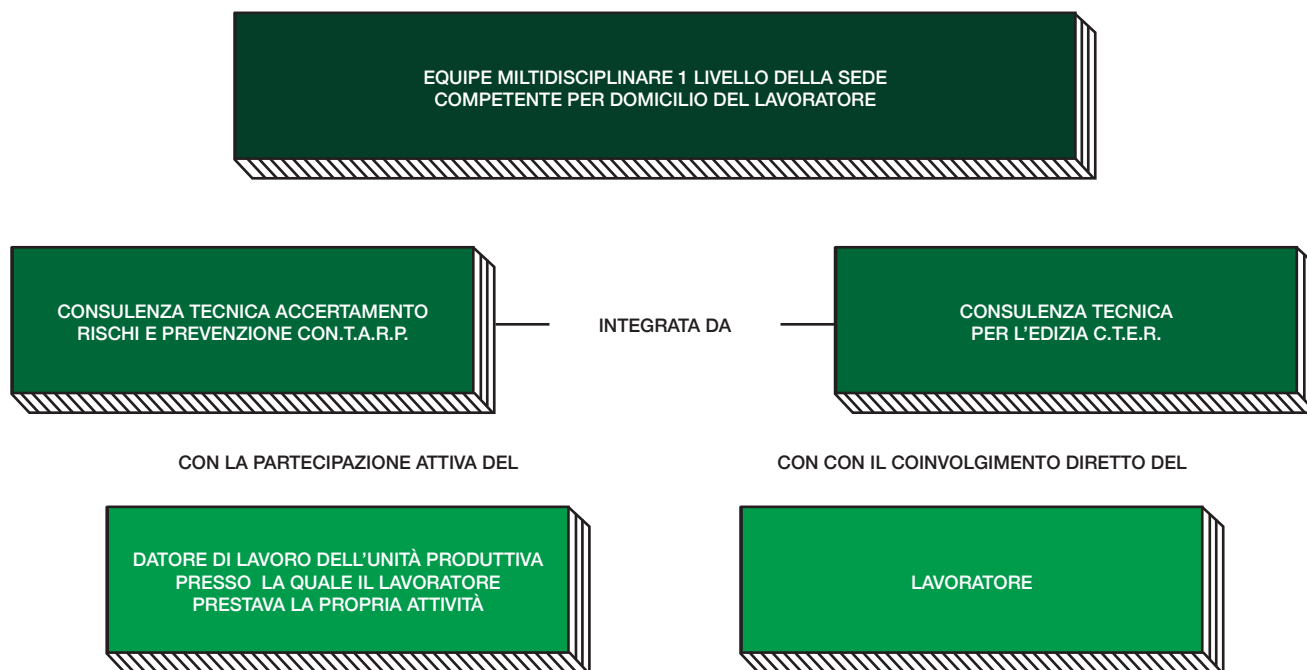 EQUIPE MILTIDISCIPLINARE 1 LIVELLO DELLA SEDE
COMPETENTE PER DOMICILIO DEL LAVORATORE
CONSULENZA TECNICA ACCERTAMENTO
RISCHI E PREVENZIONE CON.T.A.R.P.
INTEGRATA DA
CONSULENZA TECNICA
PER L'EDIZIA C.T.E.R.
CON LA PARTECIPAZIONE ATTIVA DEL
CON CON IL COINVOLGIMENTO DIRETTO DEL
DATORE DI LAVORO DELL'UNITÀ PRODUTTIVA
PRESSO LA QUALE IL LAVORATORE
PRESTAVA LA PROPRIA ATTIVITÀ
LAVORATORE